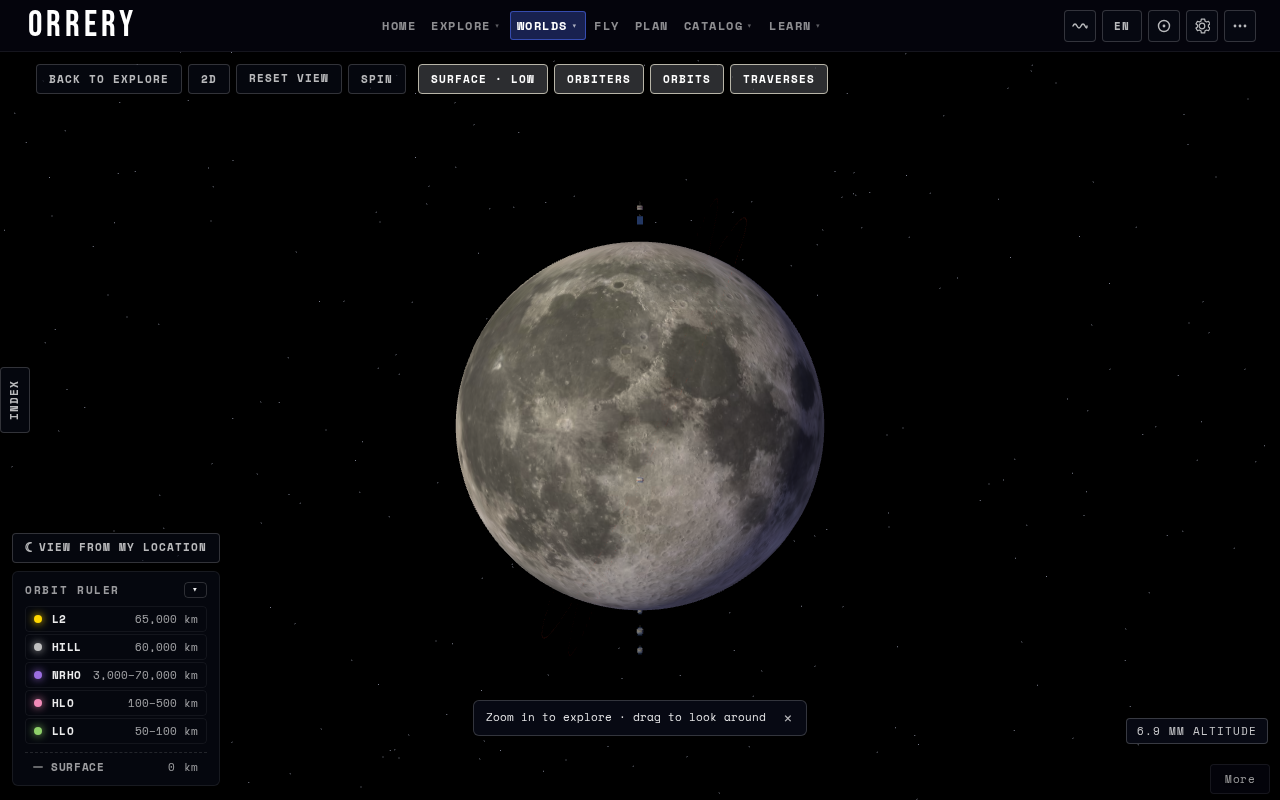 ORRERY
HOME
EXPLORE ▾
WORLDS ▾
FLY
PLAN
CATALOG ▾
LEARN ▾
EN
BACK TO EXPLORE
2D
RESET VIEW
SPIN
SURFACE · LOW
ORBITERS
ORBITS
TRAVERSES
INDEX
☾ VIEW FROM MY LOCATION
ORBIT RULER ▾
L2 65,000 km
HILL 60,000 km
NRHO 3,000–70,000 km
HLO 100–500 km
LLO 50–100 km
— SURFACE 0 km
Zoom in to explore · drag to look around ×
6.9 MM ALTITUDE
More